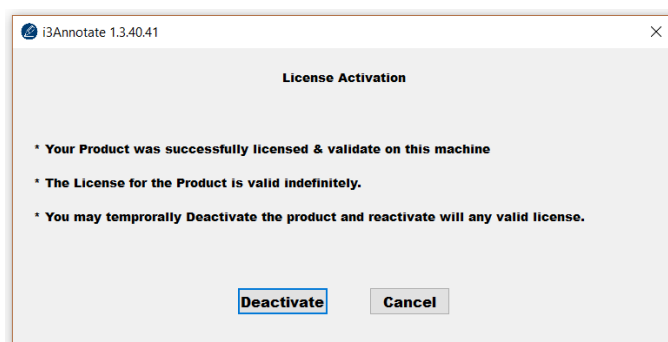 i3Annotate 1.3.40.41
License Activation
* Your Product was successfully licensed & validate on this machine
* The License for the Product is valid indefinitely.
* You may temprorally Deactivate the product and reactivate will any valid license.
Deactivate Cancel